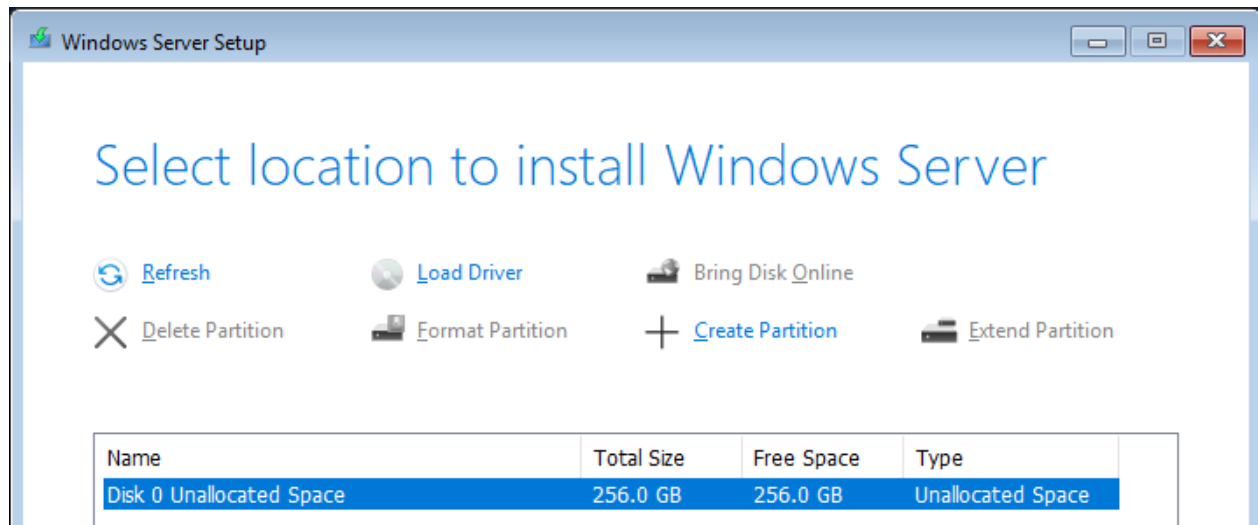 Windows Server Setup
Select location to install Windows Server
Refresh Load Driver Bring Disk Online
Delete Partition Format Partition Create Partition Extend Partition
Name Total Size Free Space Type
Disk 0 Unallocated Space 256.0 GB 256.0 GB Unallocated Space